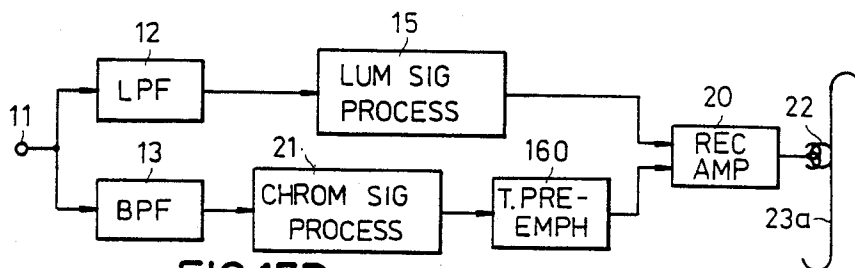 12
15
LPF
LUM SIG
PROCESS
11
20
22
REC
AMP
13
21
160
BPF
CHROM SIG
PROCESS
T.PRE-
EMPH
23a